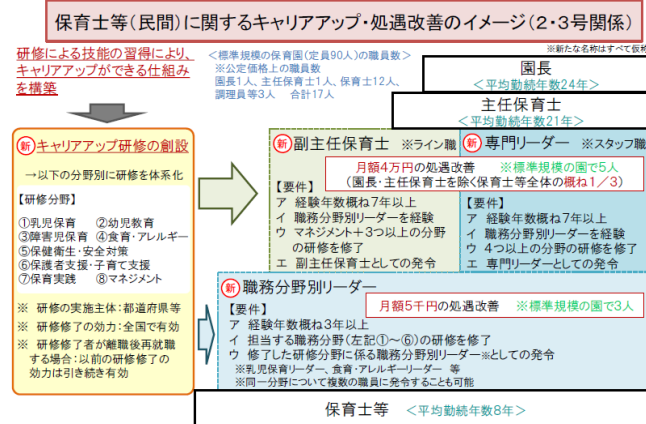 保育士等(民間)に関するキャリアアップ・処遇改善のイメージ(2・3号関係)
※新たな名称はすべて仮称
研修による技能の習得により、
キャリアアップができる仕組み
を構築
<標準規模の保育園(定員90人)の職員数>
※公定価格上の職員数
園長1人、主任保育士1人、保育士12人、
調理員等3人 合計17人
園長
<平均勤続年数24年>
主任保育士
<平均勤続年数21年>
新 キャリアアップ研修の創設
→以下の分野別に研修を体系化
【研修分野】
①乳児保育 ②幼児教育
③障害児保育 ④食育・アレルギー
⑤保健衛生・安全対策
⑥保護者支援・子育て支援
⑦保育実践 ⑧マネジメント
※ 研修の実施主体:都道府県等
※ 研修修了の効力:全国で有効
※ 研修修了者が離職後再就職
する場合:以前の研修修了の
効力は引き続き有効
新 副主任保育士 ※ライン職
新 専門リーダー ※スタッフ職
月額4万円の処遇改善 ※標準規模の園で5人
(園長・主任保育士を除く保育士等全体の概ね1/3)
【要件】
ア 経験年数概ね7年以上
イ 職務分野別リーダーを経験
ウ マネジメント+3つ以上の分野
の研修を修了
エ 副主任保育士としての発令
【要件】
ア 経験年数概ね7年以上
イ 職務分野別リーダーを経験
ウ 4つ以上の分野の研修を修了
エ 専門リーダーとしての発令
新 職務分野別リーダー
月額5千円の処遇改善 ※標準規模の園で3人
【要件】
ア 経験年数概ね3年以上
イ 担当する職務分野(左記①~⑥)の研修を修了
ウ 修了した研修分野に係る職務分野別リーダー※としての発令
※乳児保育リーダー、食育・アレルギーリーダー 等
※同一分野について複数の職員に発令することも可能
保育士等 <平均勤続年数8年>